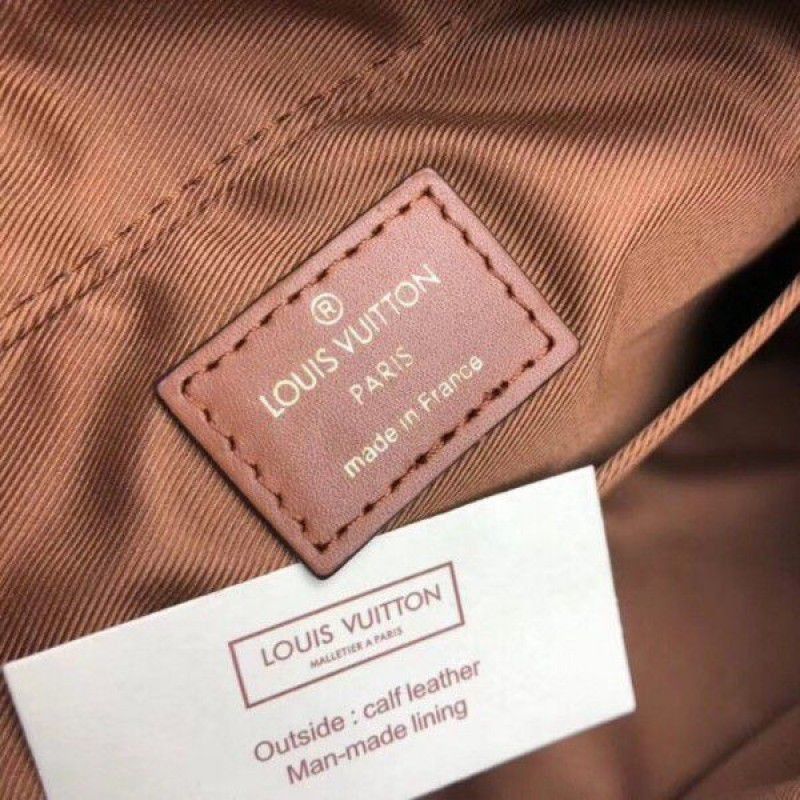 ®
LOUIS VUITTON
PARIS
made in France
LOUIS VUITTON
MALLETIER A PARIS
Outside : calf leather
Man-made lining